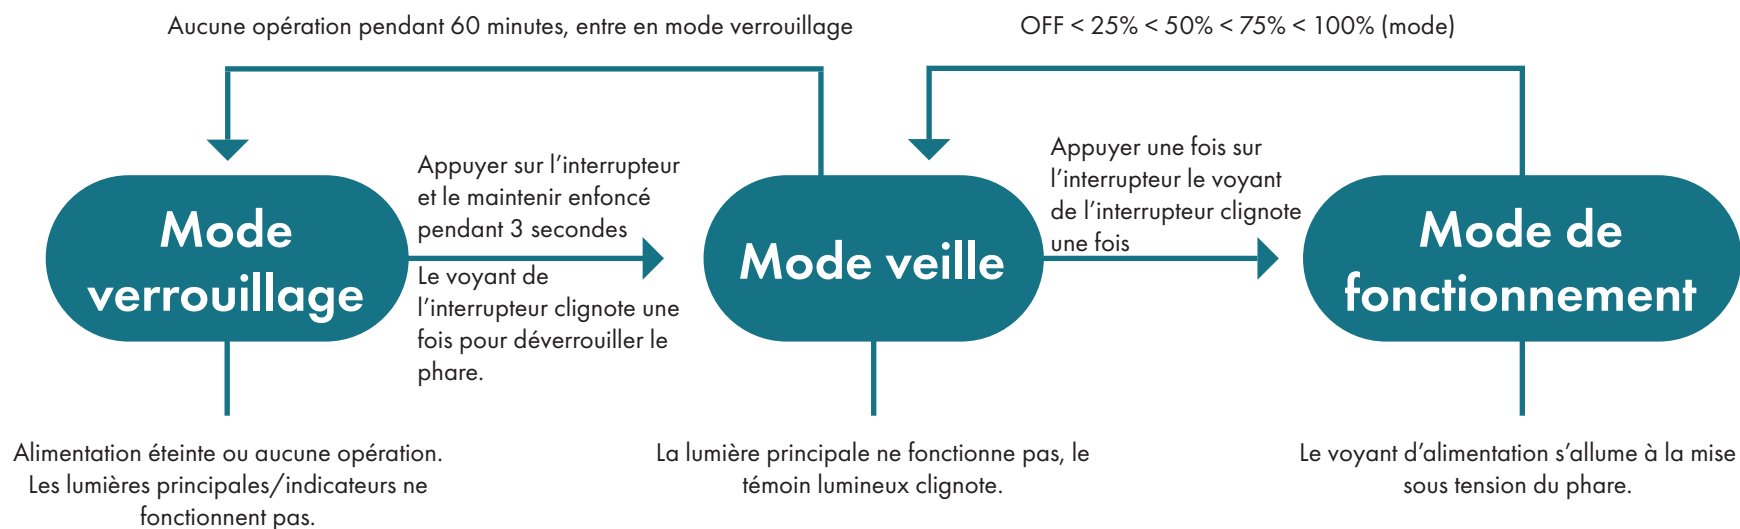 Aucune opération pendant 60 minutes, entre en mode verrouillage
OFF < 25% < 50% < 75% < 100% (mode)
Mode
verrouillage
Appuyer sur l’interrupteur
et le maintenir enfoncé
pendant 3 secondes
Le voyant de
l’interrupteur clignote une
fois pour déverrouiller le
phare.
Mode veille
Appuyer une fois sur
l’interrupteur le voyant
de l’interrupteur clignote
une fois
Mode de
fonctionnement
Alimentation éteinte ou aucune opération.
Les lumières principales/indicateurs ne
fonctionnent pas.
La lumière principale ne fonctionne pas, le
témoin lumineux clignote.
Le voyant d’alimentation s’allume à la mise
sous tension du phare.